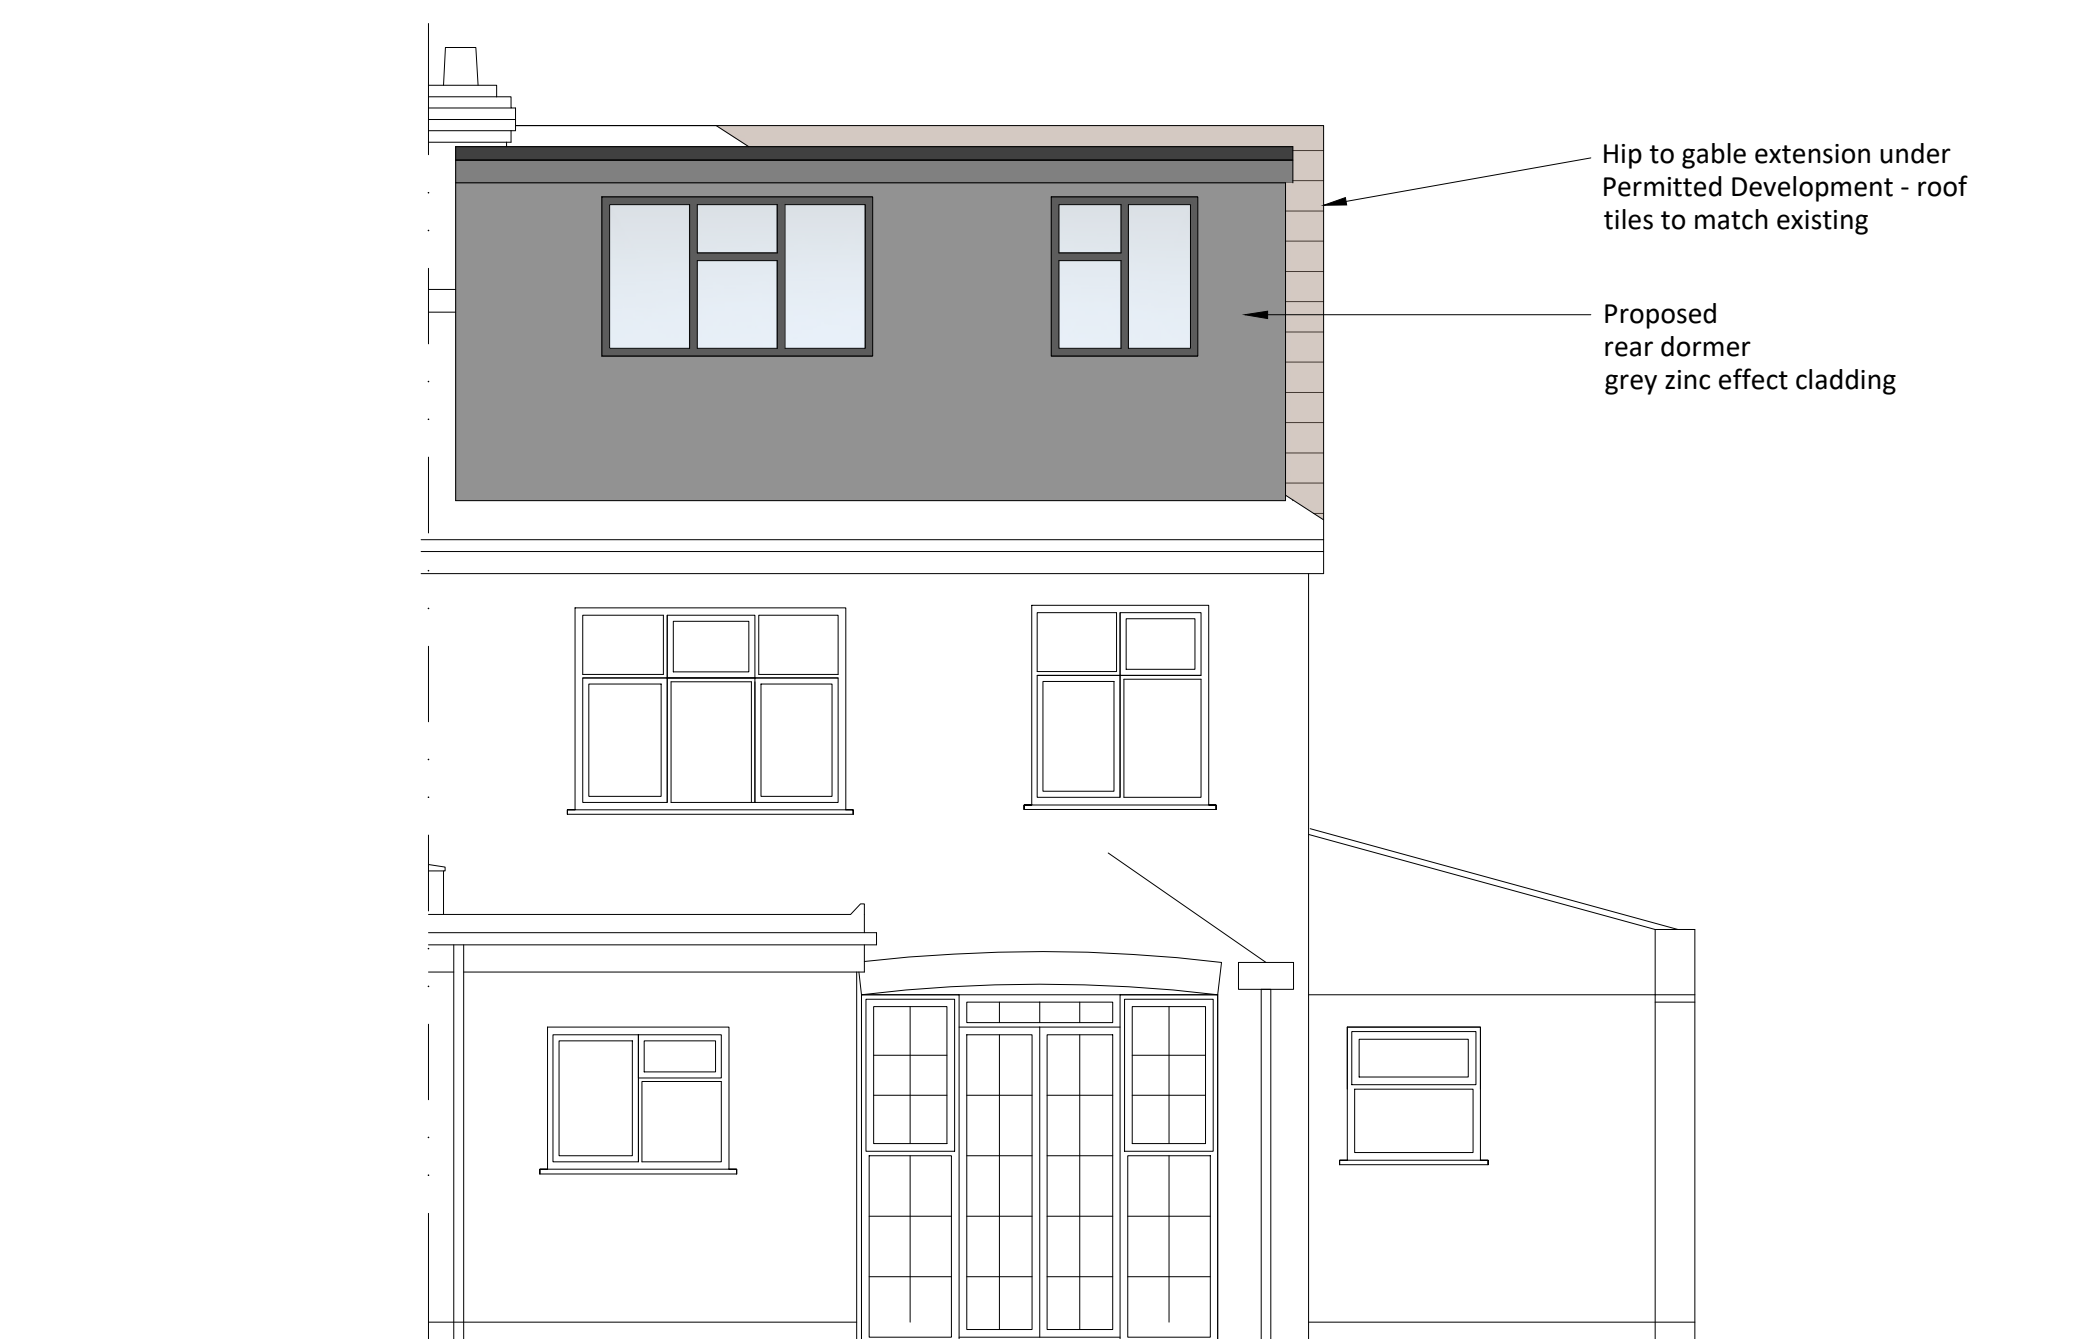 Hip to gable extension under
Permitted Development - roof
tiles to match existing
Proposed
rear dormer
grey zinc effect cladding